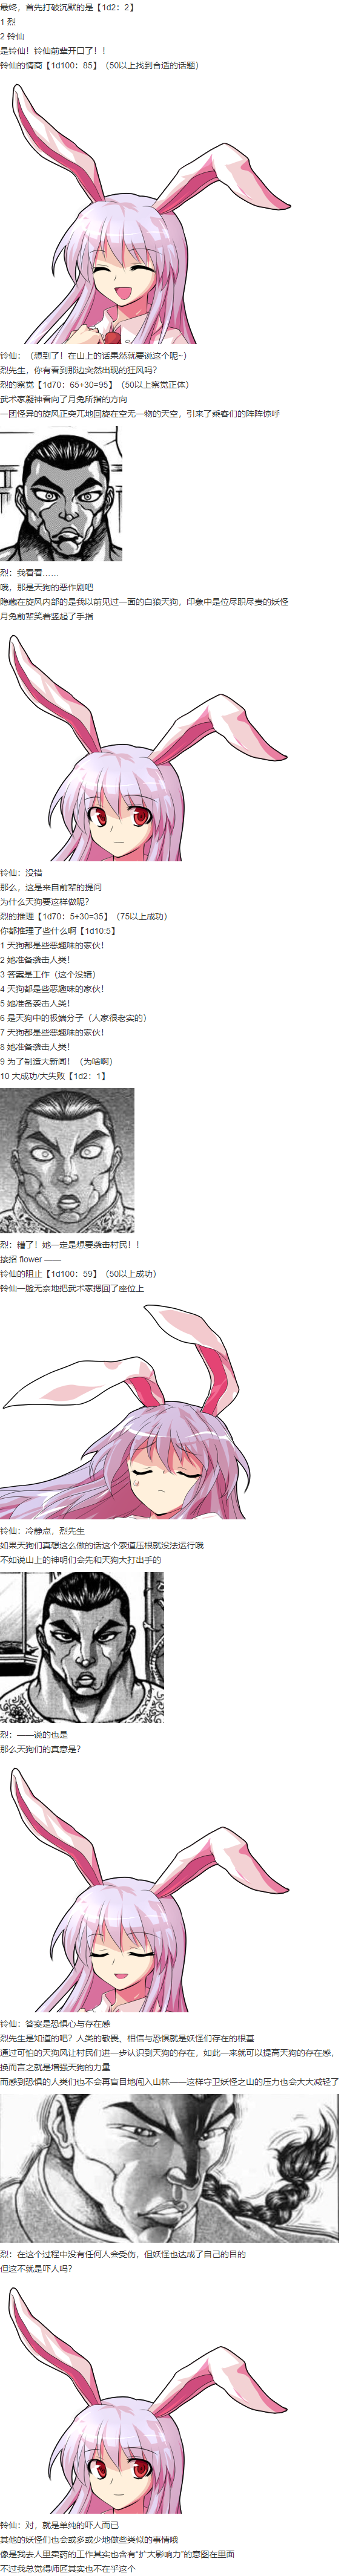 最终，首先打破沉默的是【1d2：2】
1 烈
2 铃仙
是铃仙！铃仙前辈开口了！！
铃仙的情商【1d100：85】（50以上找到合适的话题）
铃仙：（想到了！在山上的话果然就要说这个呢~）
烈先生，你有看到那边突然出现的狂风吗？
烈的察觉【1d70：65+30=95】（50以上察觉正体）
武术家凝神看向了月兔所指的方向
一团怪异的旋风正突兀地回旋在空无一物的天空，引来了乘客们的阵阵惊呼
烈：我看看……
哦，那是天狗的恶作剧吧
隐藏在旋风内部的是我以前见过一面的白狼天狗，印象中是位尽职尽责的妖怪
月兔前辈笑着竖起了手指
铃仙：没错
那么，这是来自前辈的提问
为什么天狗要这样做呢？
烈的推理【1d70：5+30=35】（75以上成功）
你都推理了些什么啊【1d10:5】
1 天狗都是些恶趣味的家伙！
2 她准备袭击人类！
3 答案是工作（这个没错）
4 天狗都是些恶趣味的家伙！
5 她准备袭击人类！
6 是天狗中的极端分子（人家很老实的）
7 天狗都是些恶趣味的家伙！
8 她准备袭击人类！
9 为了制造大新闻！（为啥啊）
10 大成功/大失败【1d2：1】
烈：糟了！她一定是想要袭击村民！！
接招 flower ——
铃仙的阻止【1d100：59】（50以上成功）
铃仙一脸无奈地把武术家摁回了座位上
铃仙：冷静点，烈先生
如果天狗们真想这么做的话这个索道压根就没法运行哦
不如说山上的神明们会先和天狗大打出手的
烈：——说的也是
那么天狗们的真意是？
铃仙：答案是恐惧心与存在感
烈先生是知道的吧？人类的敬畏、相信与恐惧就是妖怪们存在的根基
通过可怕的天狗风让村民们进一步认识到天狗的存在，如此一来就可以提高天狗的存在感，换而言之就是增强天狗的力量
而感到恐惧的人类们也不会再盲目地闯入山林——这样守卫妖怪之山的压力也会大大减轻了
烈：在这个过程中没有任何人会受伤，但妖怪也达成了自己的目的
但这不就是吓人吗？
铃仙：对，就是单纯的吓人而已
其他的妖怪们也会或多或少地做些类似的事情哦
像是我去人里卖药的工作其实也含有“扩大影响力”的意图在里面
不过我总觉得师匠其实也不在乎这个